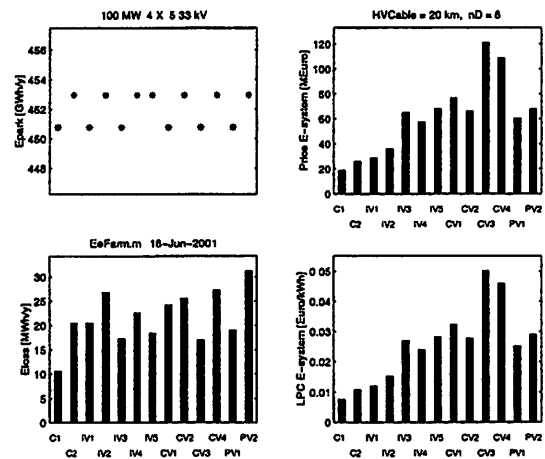 100 MW 4 X 5 33 kV
Epark [GWh/y]
456
454
452
450
448
HVCable = 20 km, nD = 6
Price E-system [MEuro]
120
100
80
60
40
20
0
C1 IV1 IV3 IV5 CV2 CV4 PV2
C2 IV2 IV4 CV1 CV3 PV1
EeFarm.m 18-Jun-2001
Eloss [MWh/y]
30
25
20
15
10
5
0
C1 IV1 IV3 IV5 CV2 CV4 PV2
C2 IV2 IV4 CV1 CV3 PV1
LPC E-system [Euro/kWh]
0.05
0.04
0.03
0.02
0.01
0
C1 IV1 IV3 IV5 CV2 CV4 PV2
C2 IV2 IV4 CV1 CV3 PV1